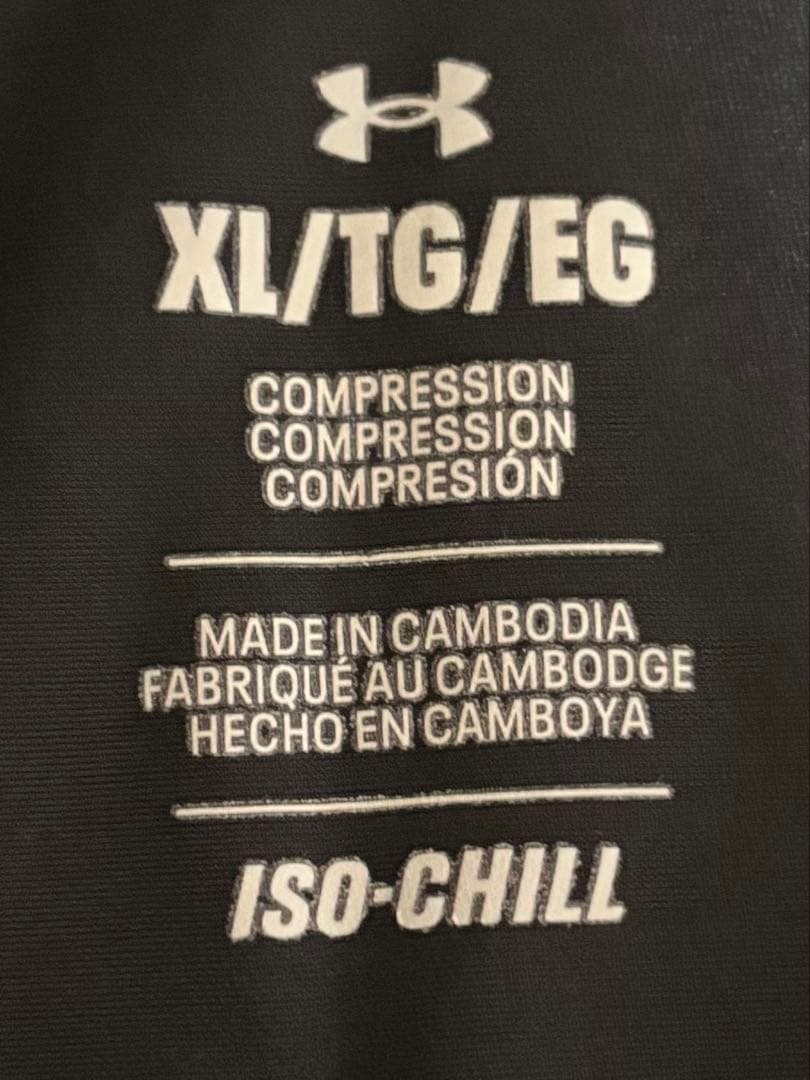 XL/TG/EG
COMPRESSION
COMPRESSION
COMPRESIÓN
MADE IN CAMBODIA
FABRIQUÉ AU CAMBODGE
HECHO EN CAMBOYA
ISO-CHILL